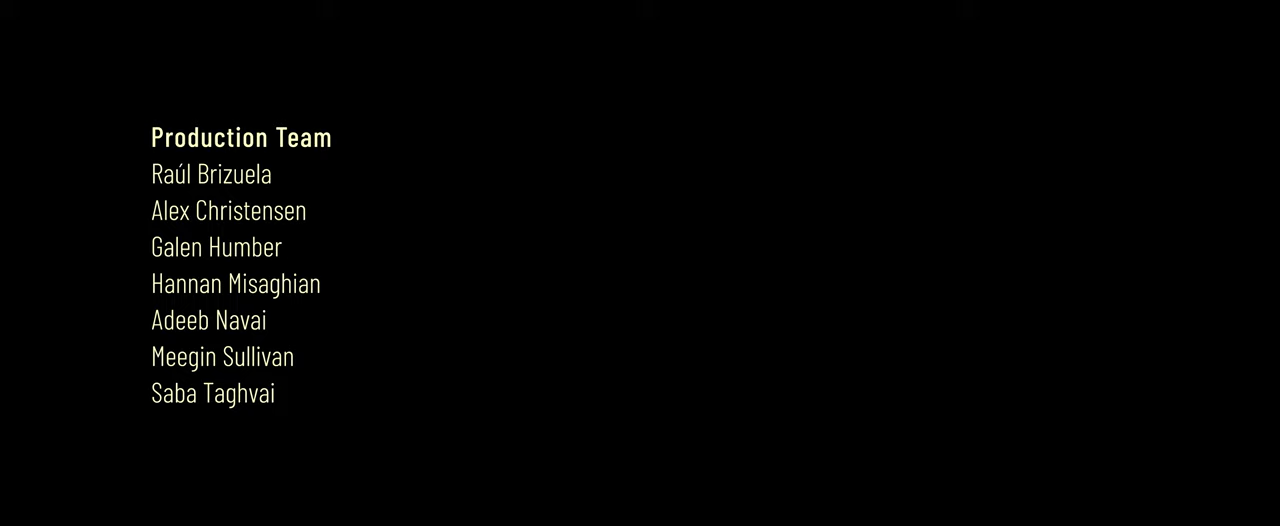 Production Team
Raúl Brizuela
Alex Christensen
Galen Humber
Hannan Misaghian
Adeeb Navai
Meegin Sullivan
Saba Taghvai